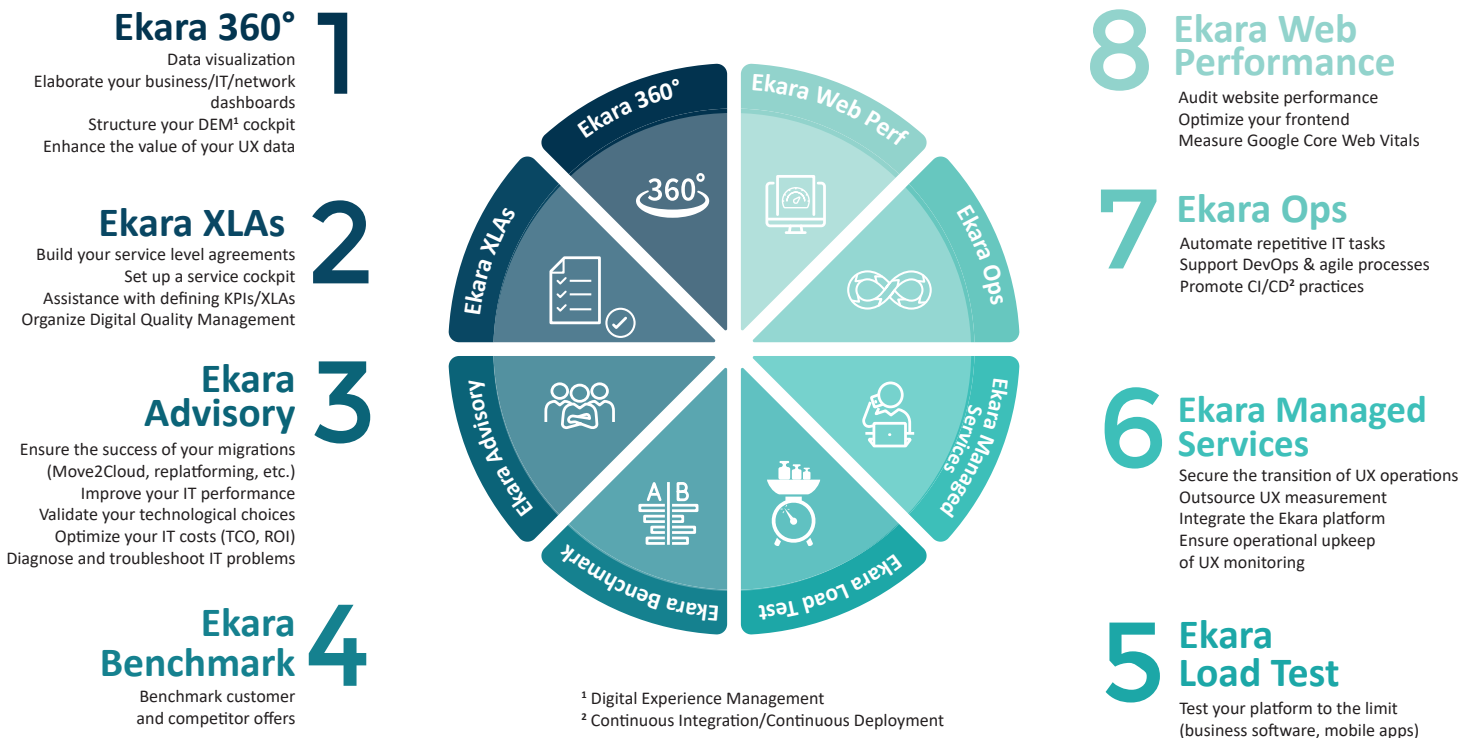 Ekara 360°
1
Data visualization
Elaborate your business/IT/network
dashboards
Structure your DEM¹ cockpit
Enhance the value of your UX data
Ekara XLAs
2
Build your service level agreements
Set up a service cockpit
Assistance with defining KPIs/XLAs
Organize Digital Quality Management
Ekara
Advisory
3
Ensure the success of your migrations
(Move2Cloud, replatforming, etc.)
Improve your IT performance
Validate your technological choices
Optimize your IT costs (TCO, ROI)
Diagnose and troubleshoot IT problems
Ekara
Benchmark
4
Benchmark customer
and competitor offers
Ekara 360°
360°
Ekara Web Perf
Ekara XLAs
Ekara Ops
Ekara Advisory
Ekara Managed
Services
A B
Ekara Benchmark
Ekara Load Test
¹ Digital Experience Management
² Continuous Integration/Continuous Deployment
8
Ekara Web
Performance
Audit website performance
Optimize your frontend
Measure Google Core Web Vitals
7
Ekara Ops
Automate repetitive IT tasks
Support DevOps & agile processes
Promote CI/CD² practices
6
Ekara Managed
Services
Secure the transition of UX operations
Outsource UX measurement
Integrate the Ekara platform
Ensure operational upkeep
of UX monitoring
5
Ekara
Load Test
Test your platform to the limit
(business software, mobile apps)